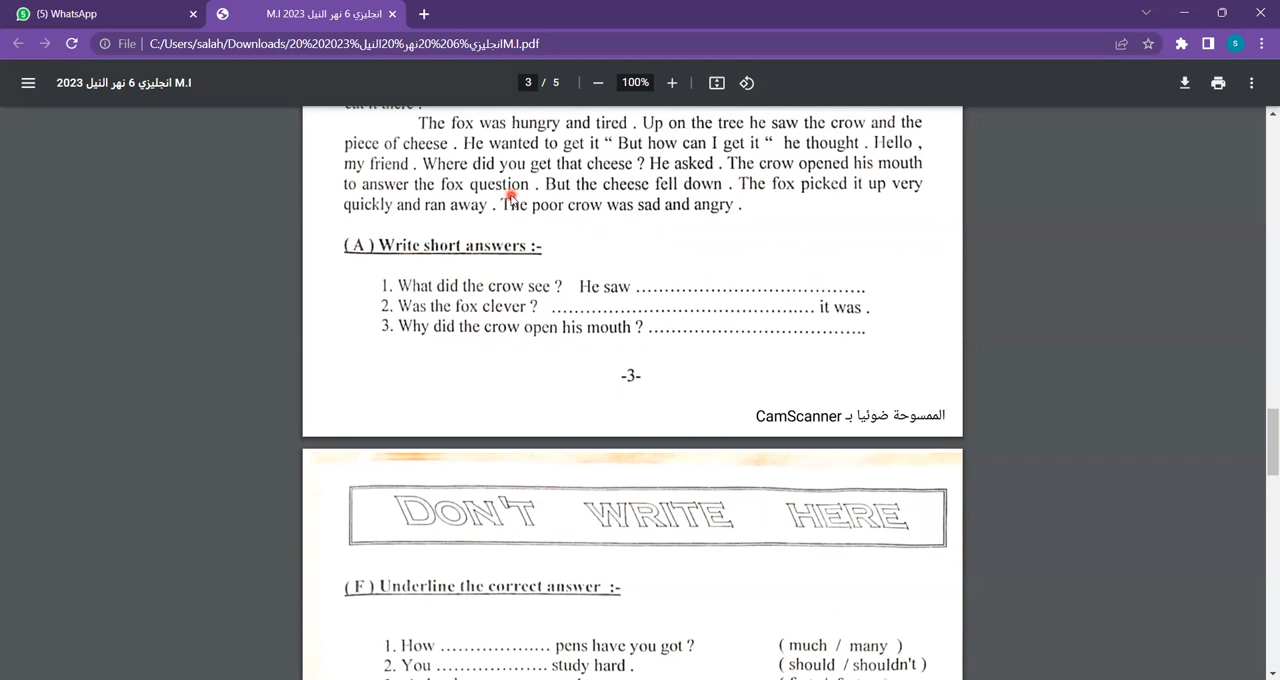 (5) WhatsApp
انجليزي 6 نهر النيل 2023 M.I
File C:/Users/salah/Downloads/20%202023%انجليزي%206%20نهر%20النيلM.I.pdf
انجليزي 6 نهر النيل 2023 M.I
3 / 5
100%
The fox was hungry and tired . Up on the tree he saw the crow and the
piece of cheese . He wanted to get it “ But how can I get it “ he thought . Hello ,
my friend . Where did you get that cheese ? He asked . The crow opened his mouth
to answer the fox question . But the cheese fell down . The fox picked it up very
quickly and ran away . The poor crow was sad and angry .
( A ) Write short answers :-
1. What did the crow see ? He saw ………………………………….
2. Was the fox clever ? ………………………………………. it was .
3. Why did the crow open his mouth ? ……………………………….
-3-
الممسوحة ضوئيا بـ CamScanner
DON'T WRITE HERE
( F ) Underline the correct answer :-
1. How ……………… pens have you got ? ( much / many )
2. You ……………… study hard . ( should / shouldn't )